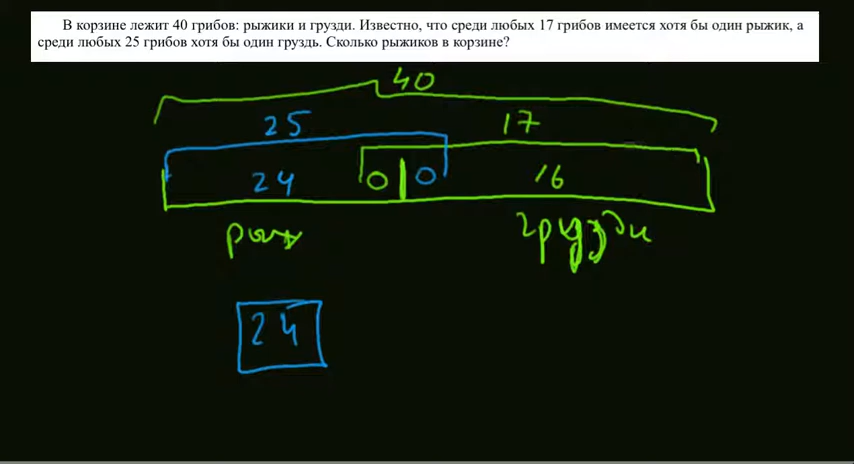 В корзине лежит 40 грибов: рыжики и грузди. Известно, что среди любых 17 грибов имеется хотя бы один рыжик, а
среди любых 25 грибов хотя бы один груздь. Сколько рыжиков в корзине?
40
25 17
24 0 0 16
рыж грузди
24